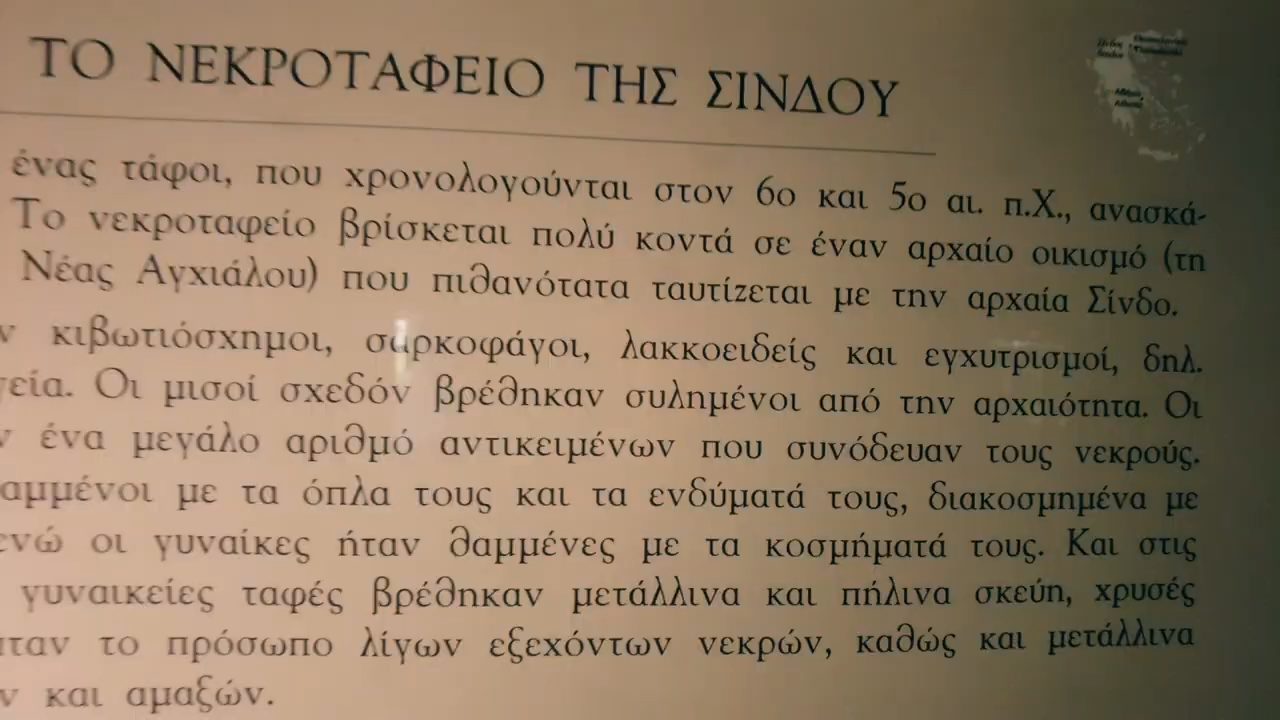 ΤΟ ΝΕΚΡΟΤΑΦΕΙΟ ΤΗΣ ΣΙΝΔΟΥ
ένας τάφοι, που χρονολογούνται στον 6ο και 5ο αι. π.Χ., ανασκά-
Το νεκροταφείο βρίσκεται πολύ κοντά σε έναν αρχαίο οικισμό (τη
Νέας Αγχιάλου) που πιθανότατα ταυτίζεται με την αρχαία Σίνδο.
ν κιβωτιόσχημοι, σαρκοφάγοι, λακκοειδείς και εγχυτρισμοί, δηλ.
γεία. Οι μισοί σχεδόν βρέθηκαν συλημένοι από την αρχαιότητα. Οι
ν ένα μεγάλο αριθμό αντικειμένων που συνόδευαν τους νεκρούς.
αμμένοι με τα όπλα τους και τα ενδύματά τους, διακοσμημένα με
ενώ οι γυναίκες ήταν θαμμένες με τα κοσμήματά τους. Και στις
γυναικείες ταφές βρέθηκαν μετάλλινα και πήλινα σκεύη, χρυσές
πταν το πρόσωπο λίγων εξεχόντων νεκρών, καθώς και μετάλλινα
ν και αμαξών.